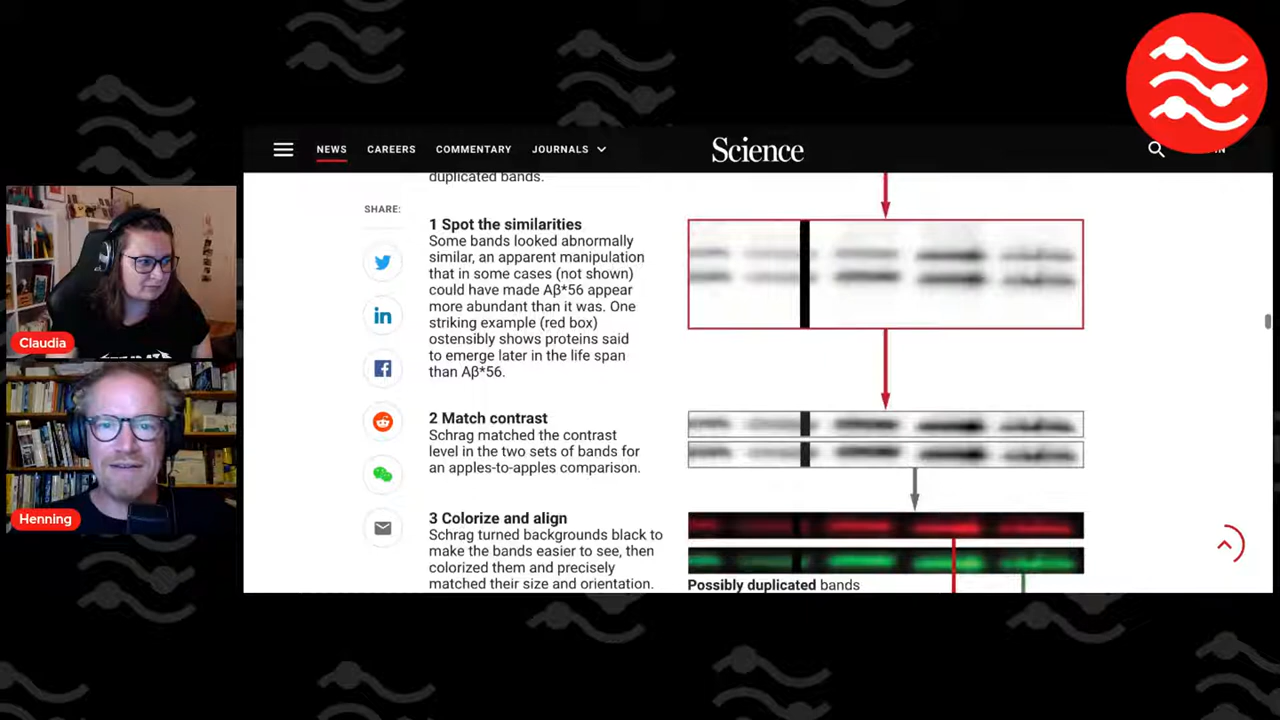 NEWS
CAREERS
COMMENTARY
JOURNALS
Science
IN
duplicated bands.
SHARE:
1 Spot the similarities
Some bands looked abnormally
similar, an apparent manipulation
that in some cases (not shown)
could have made Aβ*56 appear
more abundant than it was. One
striking example (red box)
ostensibly shows proteins said
to emerge later in the life span
than Aβ*56.
2 Match contrast
Schrag matched the contrast
level in the two sets of bands for
an apples-to-apples comparison.
3 Colorize and align
Schrag turned backgrounds black to
make the bands easier to see, then
colorized them and precisely
matched their size and orientation.
Possibly duplicated bands
Claudia
Henning